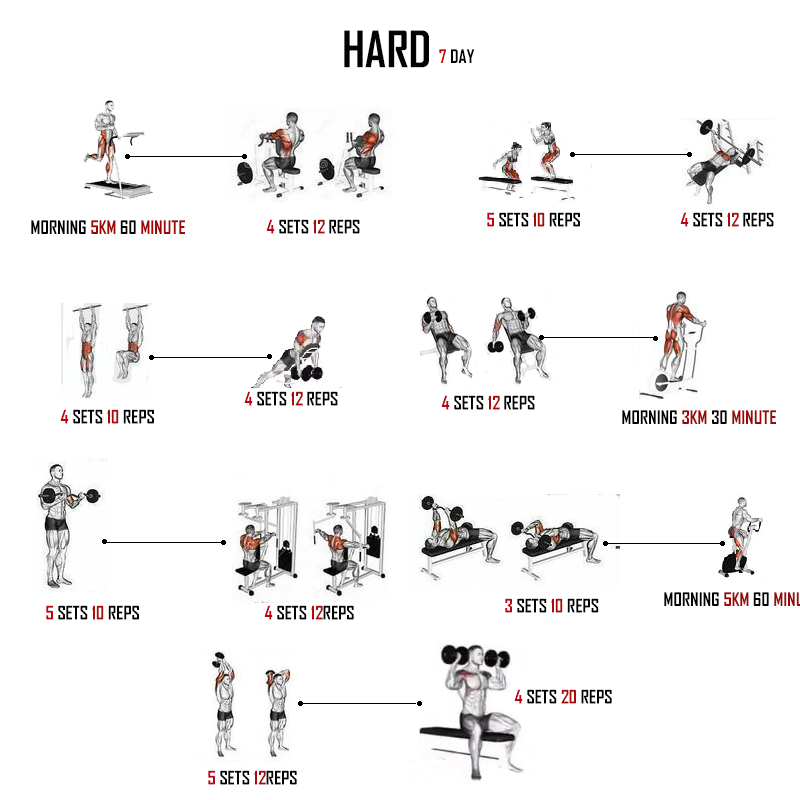 HARD 7 DAY
MORNING 5KM 60 MINUTE
4 SETS 12 REPS
5 SETS 10 REPS
4 SETS 12 REPS
4 SETS 10 REPS
4 SETS 12 REPS
4 SETS 12 REPS
MORNING 3KM 30 MINUTE
5 SETS 10 REPS
4 SETS 12REPS
3 SETS 10 REPS
MORNING 5KM 60 MINU
5 SETS 12REPS
4 SETS 20 REPS